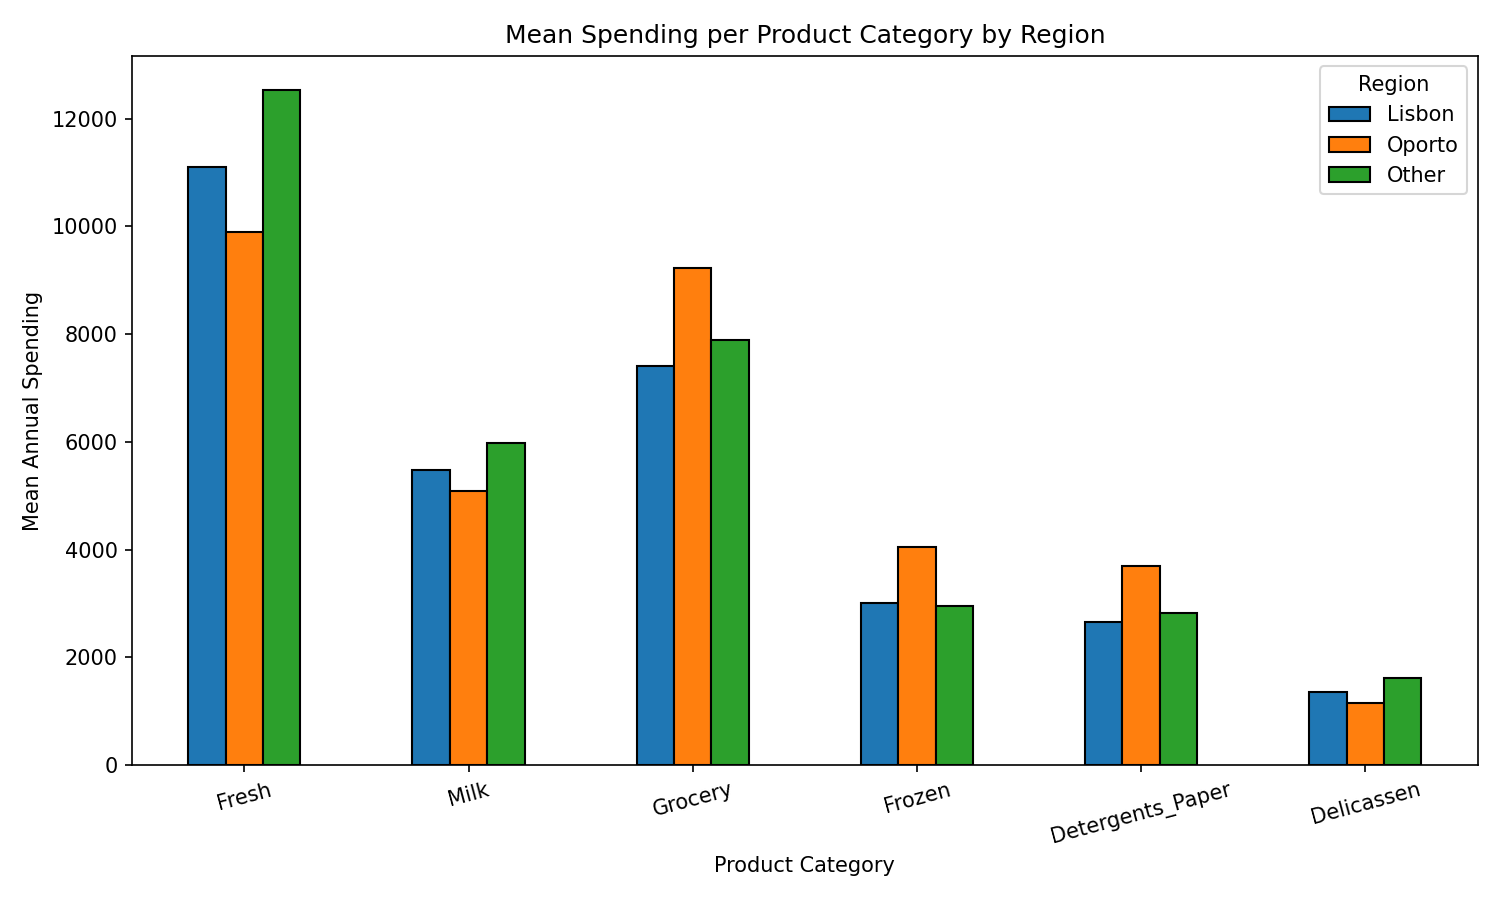 Mean Spending per Product Category by Region
Region
Lisbon
Oporto
Other
Mean Annual Spending
12000
10000
8000
6000
4000
2000
0
Fresh
Milk
Grocery
Frozen
Detergents_Paper
Delicassen
Product Category